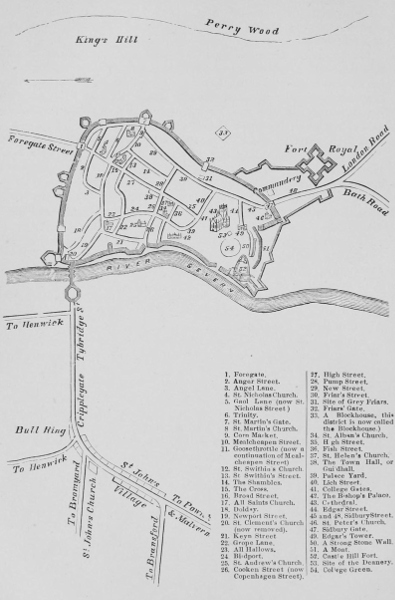 Perry Wood
King's Hill
Foregate Street
33
Fort Royal
London Road
Commandery
Bath Road
RIVER SEVERN
To Henwick
Tybridge St
Cripplegate
Bull Ring
To Henwick
St Johns
To Bromyard
St Johns Church
Village
To Powick
& Malvern
To Bransford
1, Foregate.
2. Angel Street.
3. Angel Lane.
4. St. Nicholas Church.
5. Gaol Lane (now St.
Nicholas Street)
6. Trinity.
7. St. Martin's Gate.
8 St. Martin's Church.
9. Corn Market.
10. Mealcheapen Street.
11. Goosethrottle (now a
continuation of Meal-
cheapen Street)
12. St. Swithin's Church
13. St. Swithin's Street.
14. The Shambles.
15. The Cross.
16. Broad Street.
17. All Saints Church.
18. Dolday.
19. Newport Street.
20. St. Clement's Church
(now removed).
21. Keyn Street
22. Grope Lane.
23. All Hallows.
24. Birdport.
25. St. Andrew's Church.
26. Cooken Street (now
Copenhagen Street).
27. High Street.
28. Pump Street.
29. New Street.
30. Friar's Street.
31. Site of Grey Friars.
32. Friars' Gate.
33. A Blockhouse, (this
district is now called
the Blockhouse.)
34. St. Alban's Church.
35. High Street.
36. Fish Street.
37. St. Helen's Church.
38. The Town Hall, or
Guildhall.
39. Palace Yard.
40. Lich Street.
41. College Gates.
42. The Bishop's Palace.
43. Cathedral.
44. Edgar Street.
45 and 48. Sidbury Street.
46. St. Peter's Church.
47. Sidbury Gate.
49. Edgar's Tower.
50. A Strong Stone Wall.
51. A Moat.
52. Castle Hill Fort.
53. Site of the Deanery.
54. College Green.